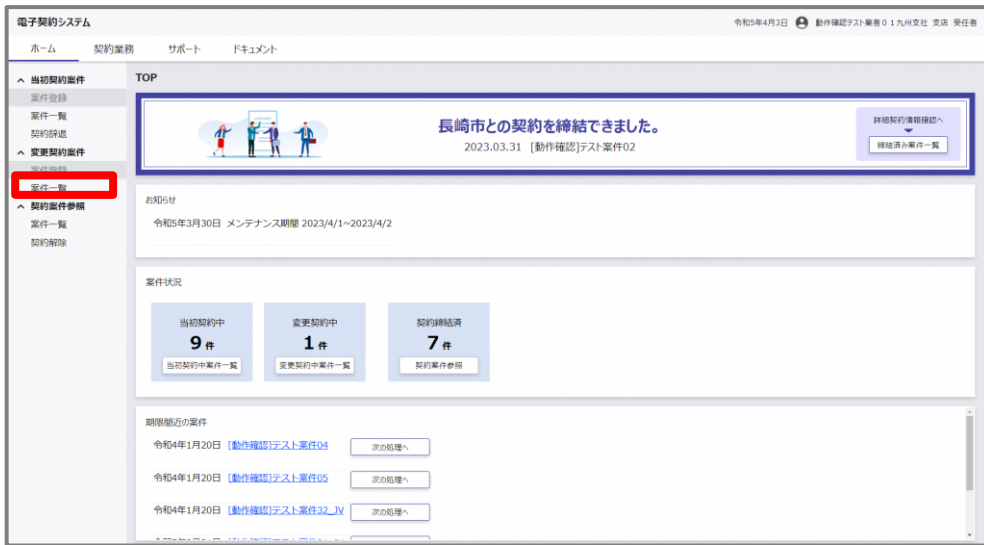 電子契約システム
令和5年4月3日 動作確認テスト業者01九州支社 支店 受任者
ホーム 契約業務 サポート ドキュメント
当初契約案件
案件登録
案件一覧
契約辞退
変更契約案件
案件登録
案件一覧
契約案件参照
案件一覧
契約解除
TOP
長崎市との契約を締結できました。
2023.03.31 [動作確認]テスト案件02
詳細契約情報確認へ
締結済み案件一覧
お知らせ
令和5年3月30日 メンテナンス期間 2023/4/1~2023/4/2
案件状況
当初契約中
9 件
当初契約中案件一覧
変更契約中
1 件
変更契約中案件一覧
契約締結済
7 件
契約案件参照
期限間近の案件
令和4年1月20日 [動作確認]テスト案件04 次の処理へ
令和4年1月20日 [動作確認]テスト案件05 次の処理へ
令和4年1月20日 [動作確認]テスト案件32_JV 次の処理へ